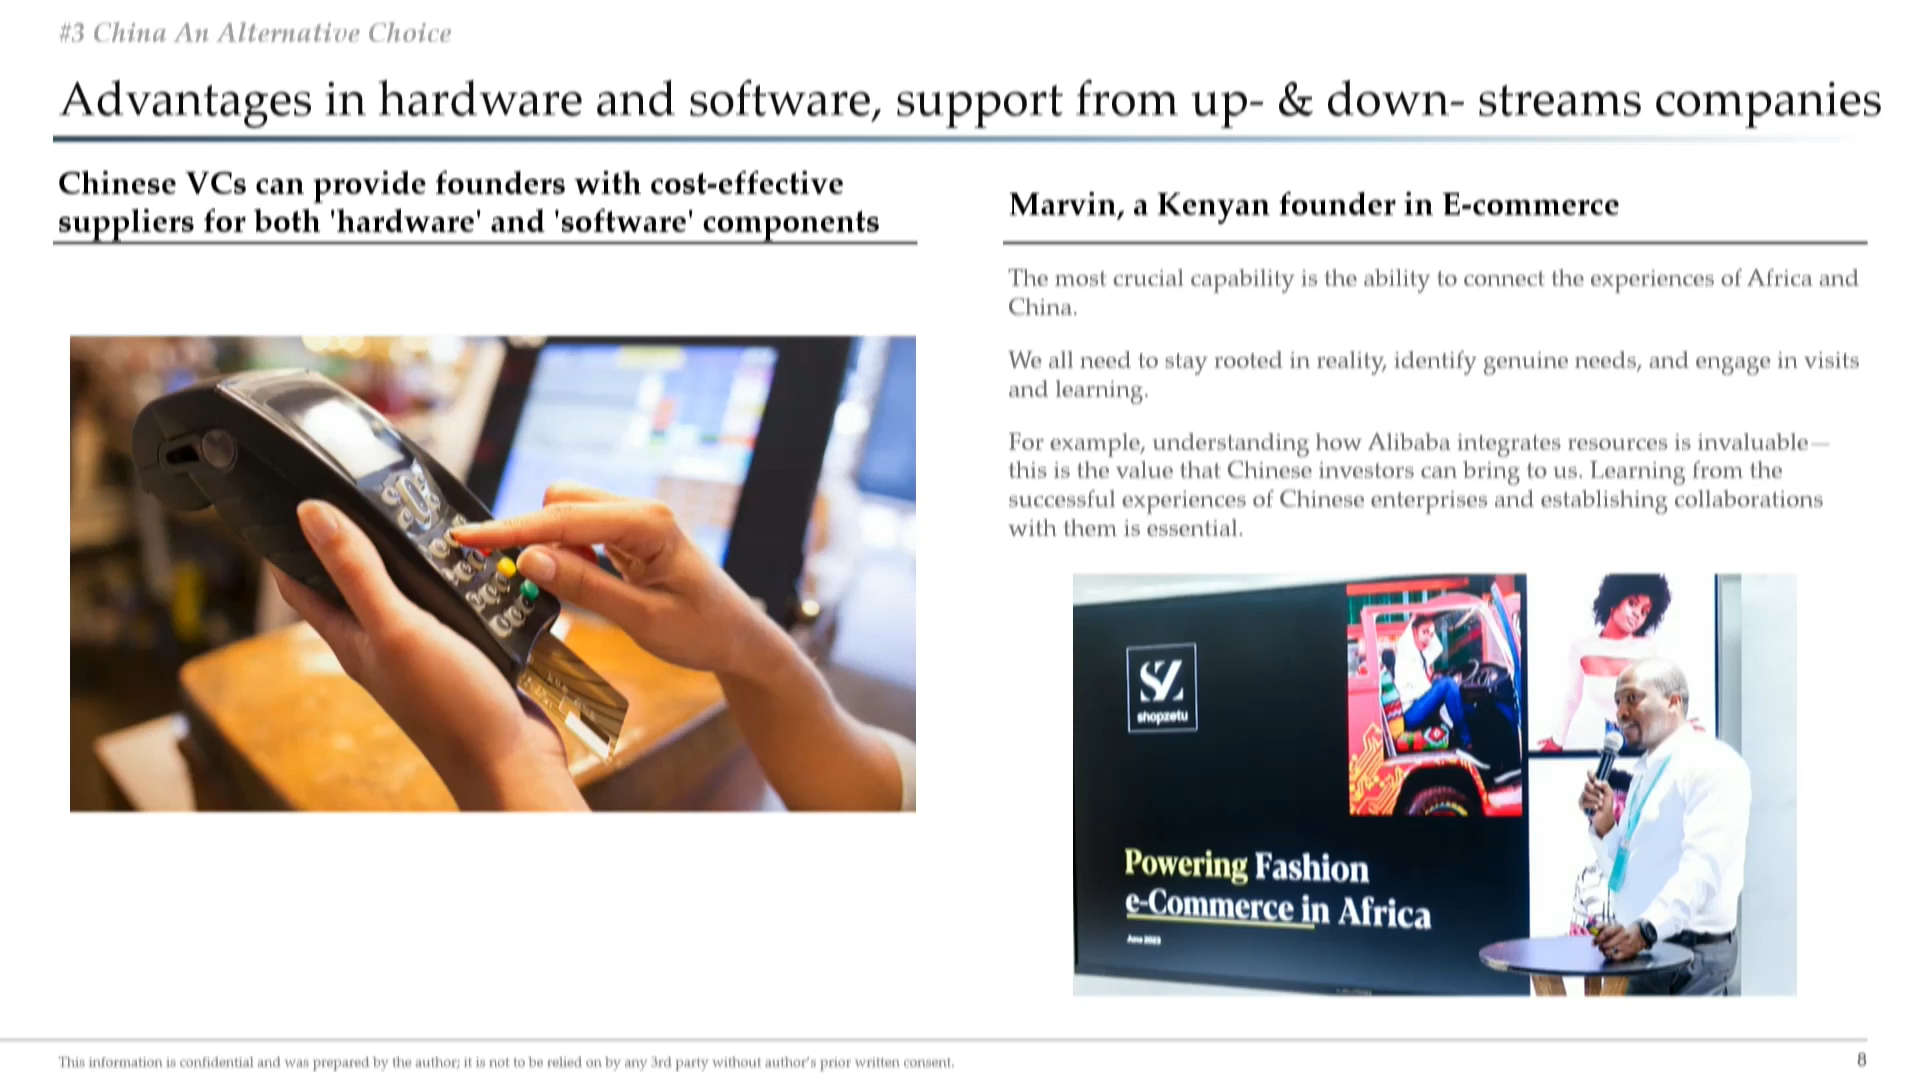 #3 China An Alternative Choice
Advantages in hardware and software, support from up- & down- streams companies
Chinese VCs can provide founders with cost-effective
suppliers for both 'hardware' and 'software' components
Marvin, a Kenyan founder in E-commerce
The most crucial capability is the ability to connect the experiences of Africa and
China.
We all need to stay rooted in reality, identify genuine needs, and engage in visits
and learning.
For example, understanding how Alibaba integrates resources is invaluable—
this is the value that Chinese investors can bring to us. Learning from the
successful experiences of Chinese enterprises and establishing collaborations
with them is essential.
SZ
shopzetu
Powering Fashion
e-Commerce in Africa
June 2023
This information is confidential and was prepared by the author; it is not to be relied on by any 3rd party without author's prior written consent.
8